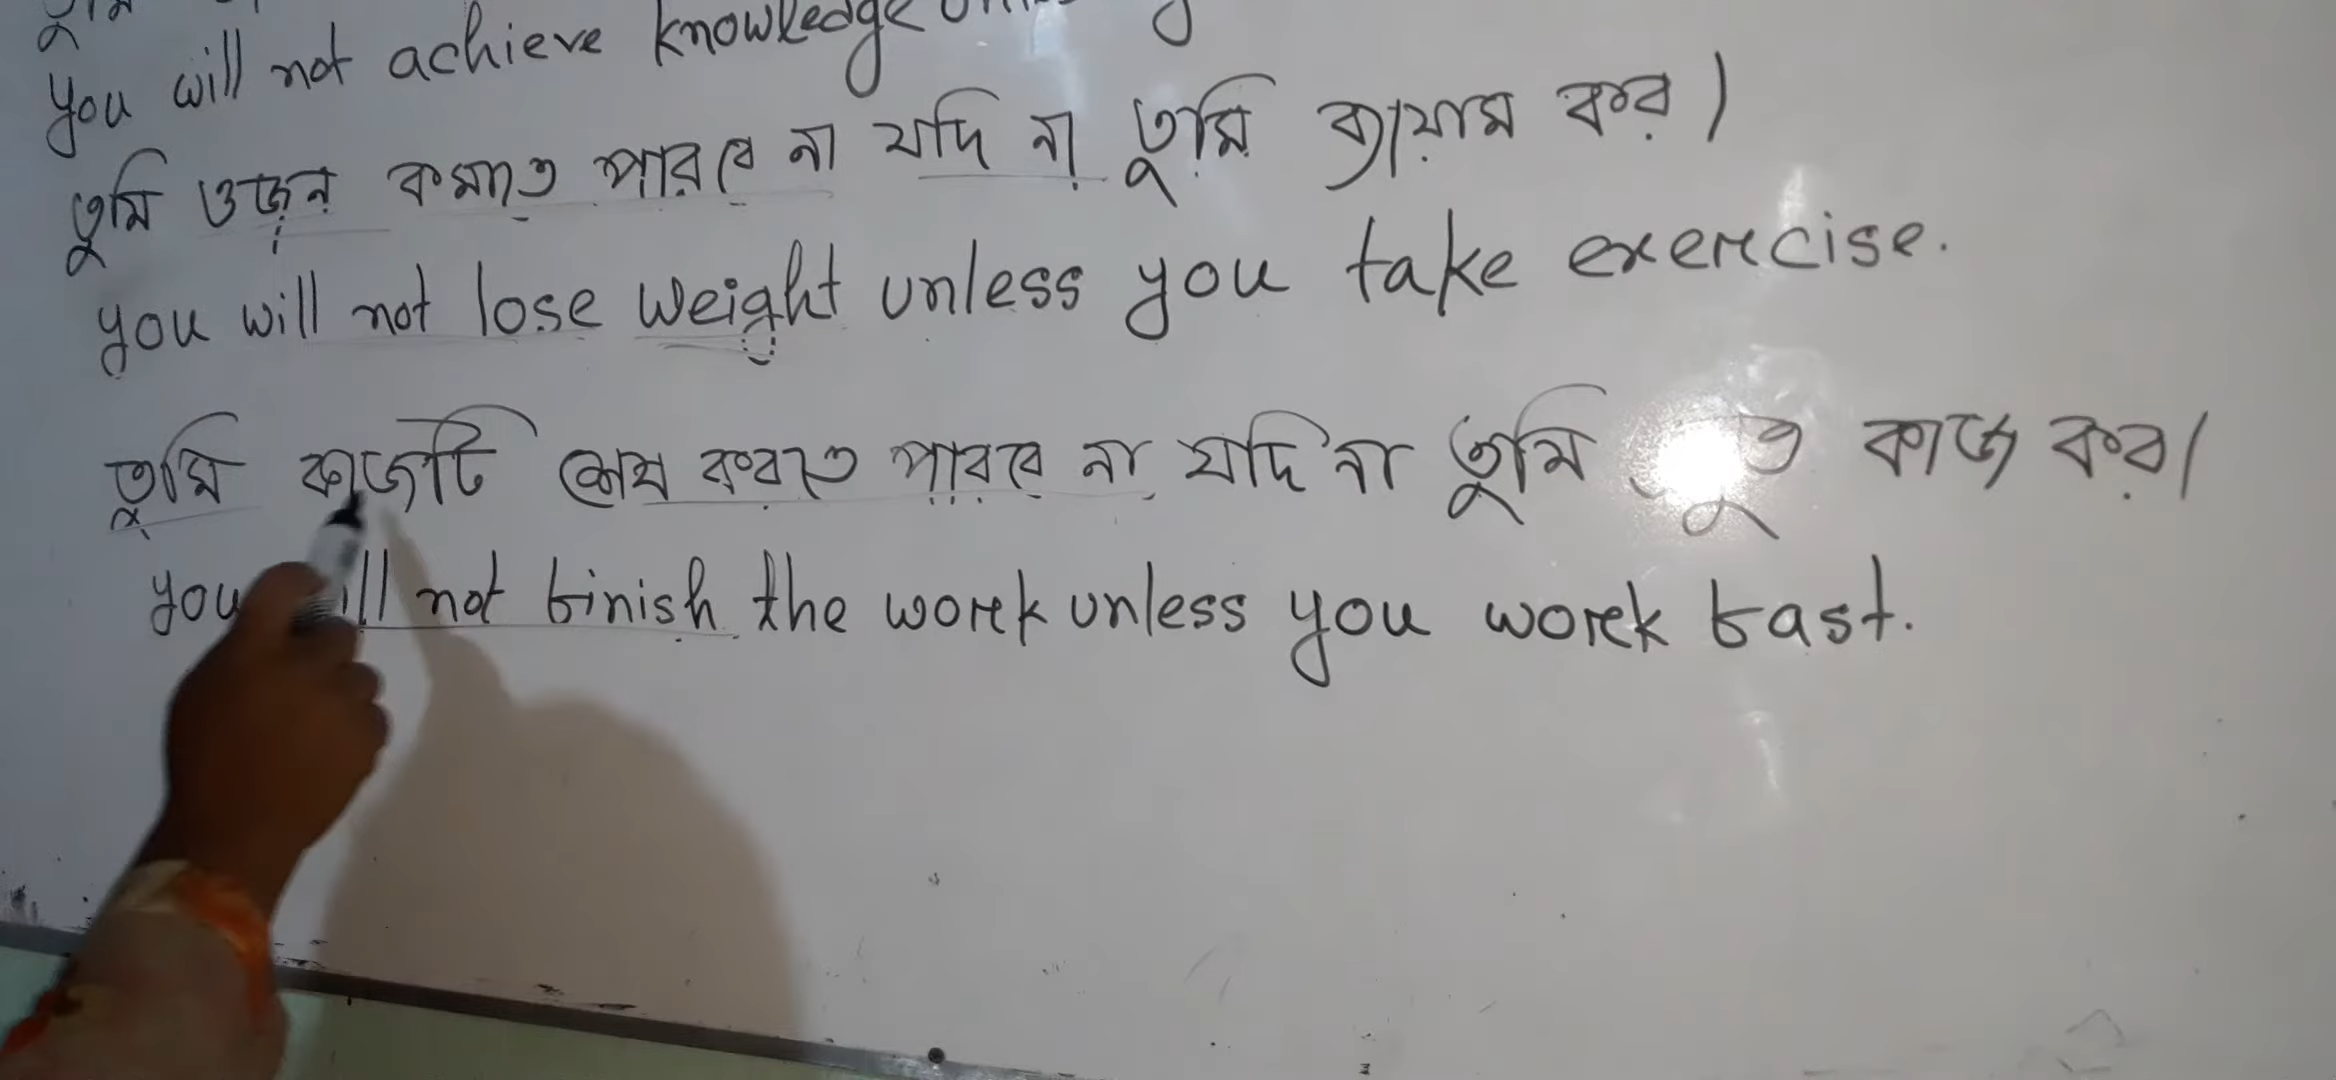 you will not achieve knowledge
তুমি ওজন কমাতে পারবে না যদি না তুমি ব্যায়াম কর।
you will not lose weight unless you take exercise.
তুমি কাজটি শেষ করতে পারবে না যদি না তুমি কাজ কর।
you not finish the work unless you work fast.